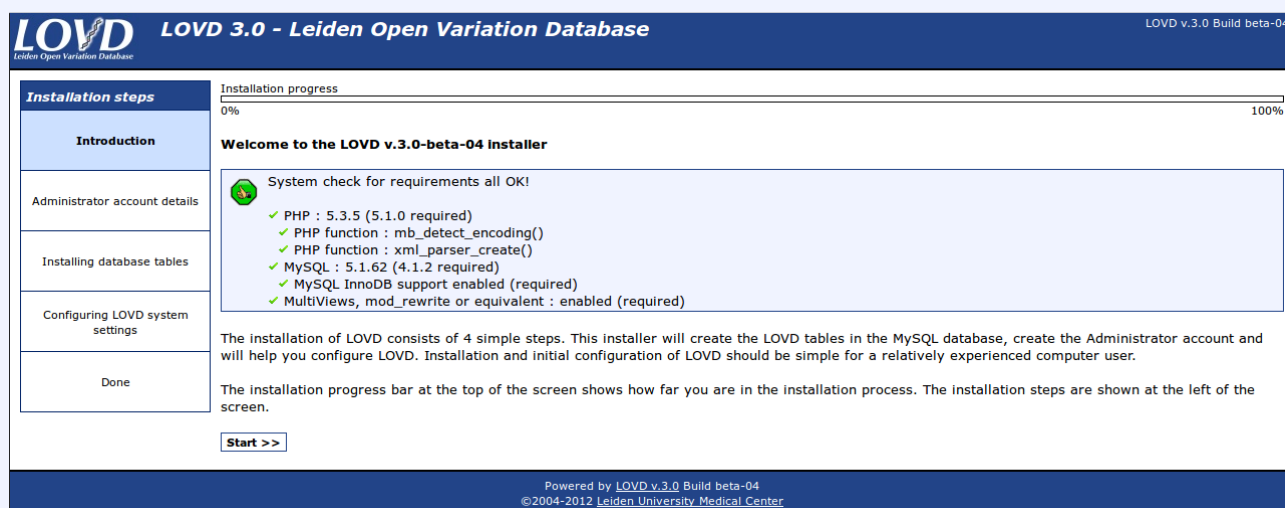 LOVD
Leiden Open Variation Database
LOVD 3.0 - Leiden Open Variation Database
LOVD v.3.0 Build beta-04
Installation steps
Introduction
Administrator account details
Installing database tables
Configuring LOVD system
settings
Done
Installation progress
0% 100%
Welcome to the LOVD v.3.0-beta-04 installer
System check for requirements all OK!
PHP : 5.3.5 (5.1.0 required)
PHP function : mb_detect_encoding()
PHP function : xml_parser_create()
MySQL : 5.1.62 (4.1.2 required)
MySQL InnoDB support enabled (required)
MultiViews, mod_rewrite or equivalent : enabled (required)
The installation of LOVD consists of 4 simple steps. This installer will create the LOVD tables in the MySQL database, create the Administrator account and
will help you configure LOVD. Installation and initial configuration of LOVD should be simple for a relatively experienced computer user.
The installation progress bar at the top of the screen shows how far you are in the installation process. The installation steps are shown at the left of the
screen.
Start >>
Powered by LOVD v.3.0 Build beta-04
©2004-2012 Leiden University Medical Center